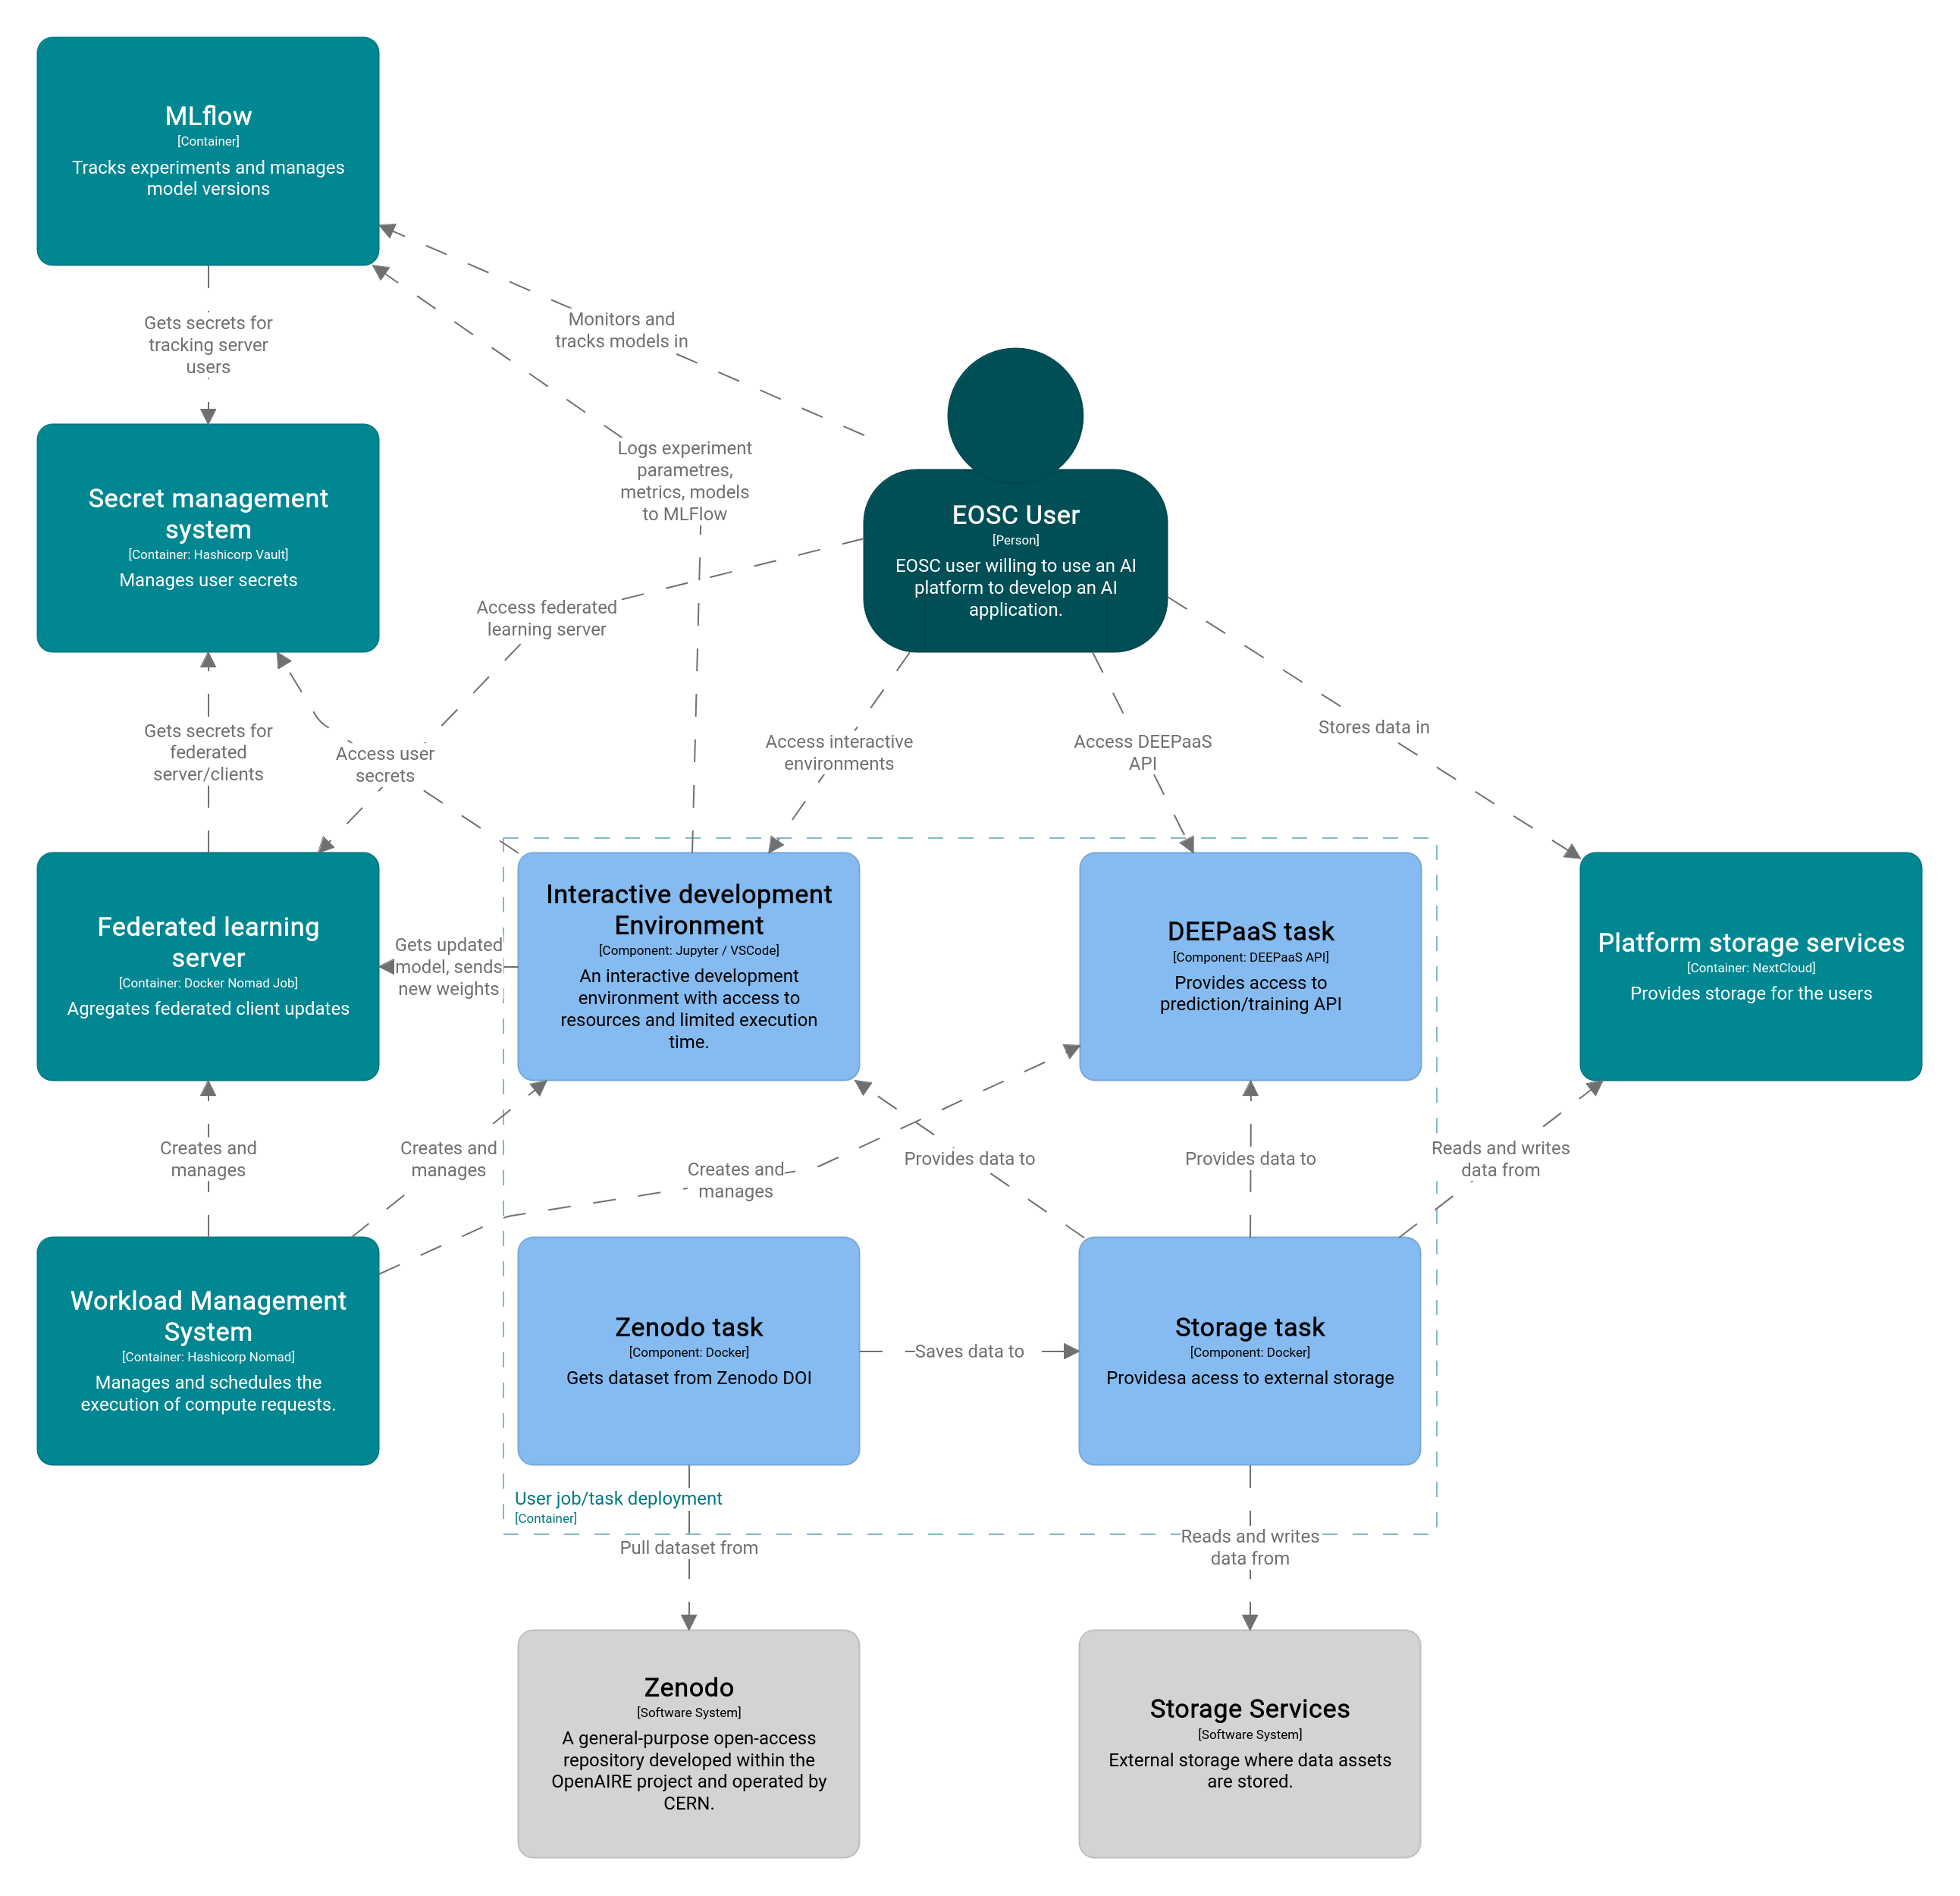 MLflow
[Container]
Tracks experiments and manages
model versions
Monitors and
tracks models in
Gets secrets for
tracking server
users
Logs experiment
parametres,
metrics, models
to MLFlow
EOSC User
[Person]
EOSC user willing to use an AI
platform to develop an AI
application.
Secret management
system
[Container: Hashicorp Vault]
Manages user secrets
Access federated
learning server
Gets secrets for
federated
server/clients
Access user
secrets
Access interactive
environments
Access DEEPaaS
API
Stores data in
Federated learning
server
[Container: Docker Nomad Job]
Agregates federated client updates
Gets updated
model, sends
new weights
Interactive development
Environment
[Component: Jupyter / VSCode]
An interactive development
environment with access to
resources and limited execution
time.
DEEPaaS task
[Component: DEEPaaS API]
Provides access to
prediction/training API
Platform storage services
[Container: NextCloud]
Provides storage for the users
Creates and
manages
Creates and
manages
Creates and
manages
Provides data to
Provides data to
Reads and writes
data from
Workload Management
System
[Container: Hashicorp Nomad]
Manages and schedules the
execution of compute requests.
Zenodo task
[Component: Docker]
Gets dataset from Zenodo DOI
Saves data to
Storage task
[Component: Docker]
Providesa acess to external storage
User job/task deployment
[Container]
Pull dataset from
Reads and writes
data from
Zenodo
[Software System]
A general-purpose open-access
repository developed within the
OpenAIRE project and operated by
CERN.
Storage Services
[Software System]
External storage where data assets
are stored.